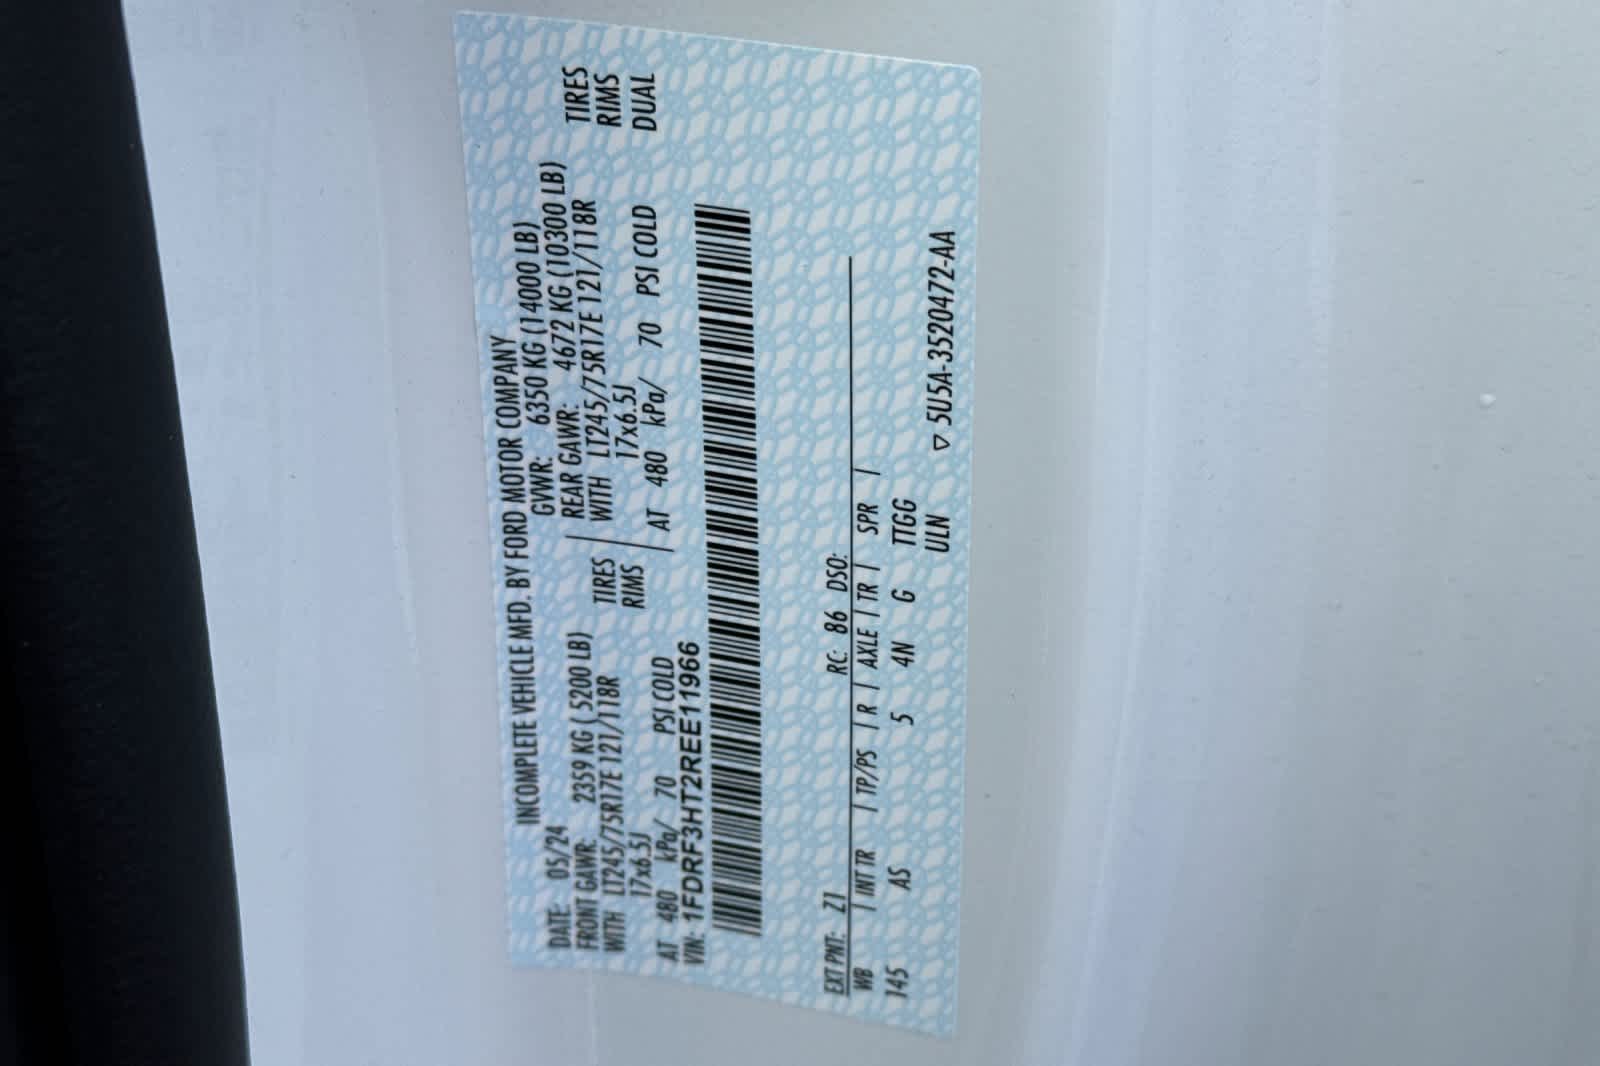 INCOMPLETE VEHICLE MFD. BY FORD MOTOR COMPANY
DATE: 05/24 GVWR: 6350 KG (14000 LB)
FRONT GAWR: 2359 KG ( 5200 LB) REAR GAWR: 4672 KG (10300 LB)
WITH LT245/75R17E 121/118R TIRES WITH LT245/75R17E 121/118R TIRES
17x6.5J RIMS 17x6.5J RIMS
AT 480 kPa/ 70 PSI COLD AT 480 kPa/ 70 PSI COLD DUAL
VIN: 1FDRF3HT2REE11966
EXT PNT: Z1 RC: 86 DSO:
WB | INT TR | TP/PS | R | AXLE | TR | SPR |
145 AS 5 4N G TTGG
ULN
▽ 5U5A-3520472-AA